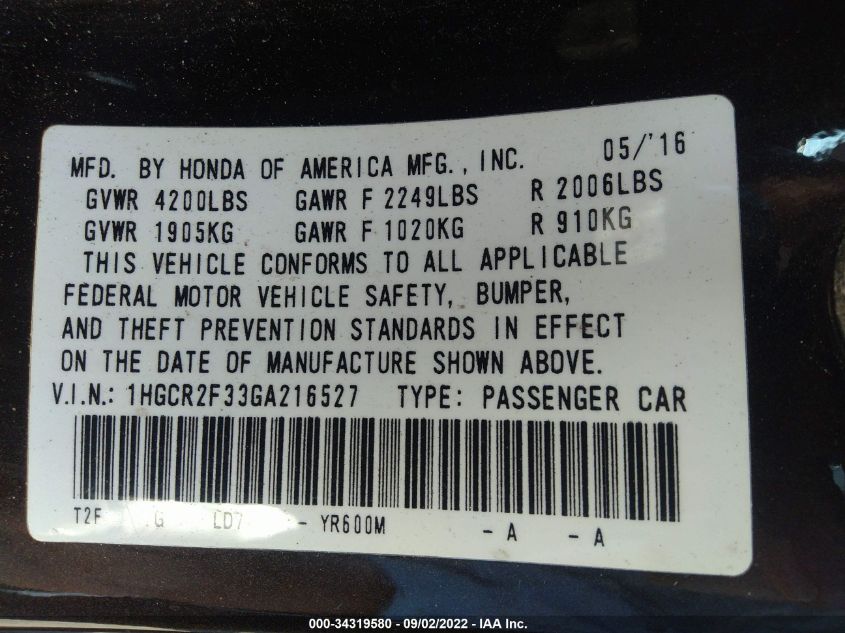 MFD. BY HONDA OF AMERICA MFG., INC. 05/'16
GVWR 4200LBS GAWR F 2249LBS R 2006LBS
GVWR 1905KG GAWR F 1020KG R 910KG
THIS VEHICLE CONFORMS TO ALL APPLICABLE
FEDERAL MOTOR VEHICLE SAFETY, BUMPER,
AND THEFT PREVENTION STANDARDS IN EFFECT
ON THE DATE OF MANUFACTURE SHOWN ABOVE.
V.I.N.: 1HGCR2F33GA216527 TYPE: PASSENGER CAR
T2F G LD7 - YR600M - A - A
000-34319580 - 09/02/2022 - IAA Inc.